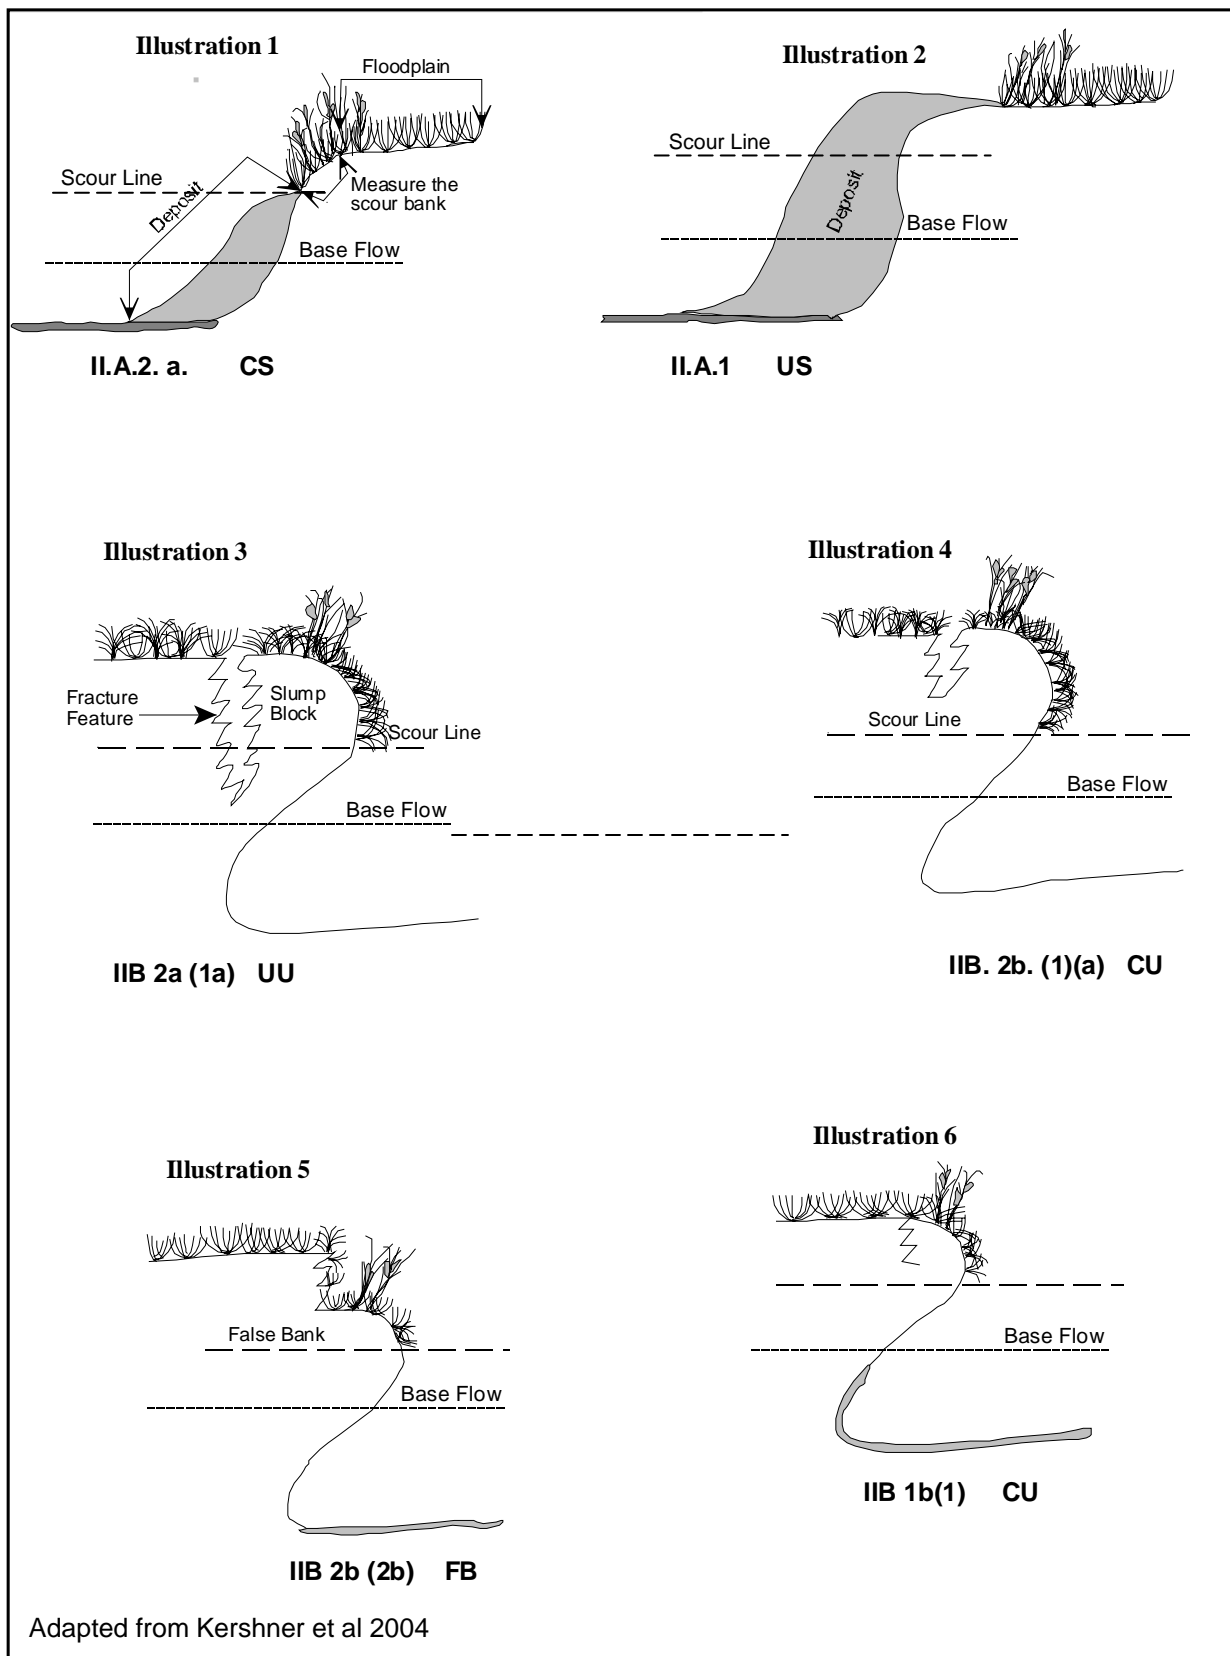 Illustration 1
Floodplain
Scour Line
Deposit
Measure the
scour bank
Base Flow
II.A.2. a. CS
Illustration 2
Scour Line
Deposit
Base Flow
II.A.1 US
Illustration 3
Fracture
Feature
Slump
Block
Scour Line
Base Flow
IIB 2a (1a) UU
Illustration 4
Scour Line
Base Flow
IIB. 2b. (1)(a) CU
Illustration 5
False Bank
Base Flow
IIB 2b (2b) FB
Illustration 6
Base Flow
IIB 1b(1) CU
Adapted from Kershner et al 2004